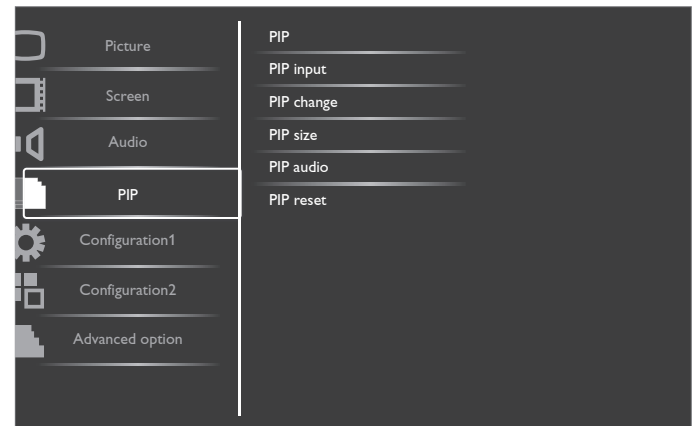 Picture
Screen
Audio
PIP
Configuration1
Configuration2
Advanced option
PIP
PIP input
PIP change
PIP size
PIP audio
PIP reset